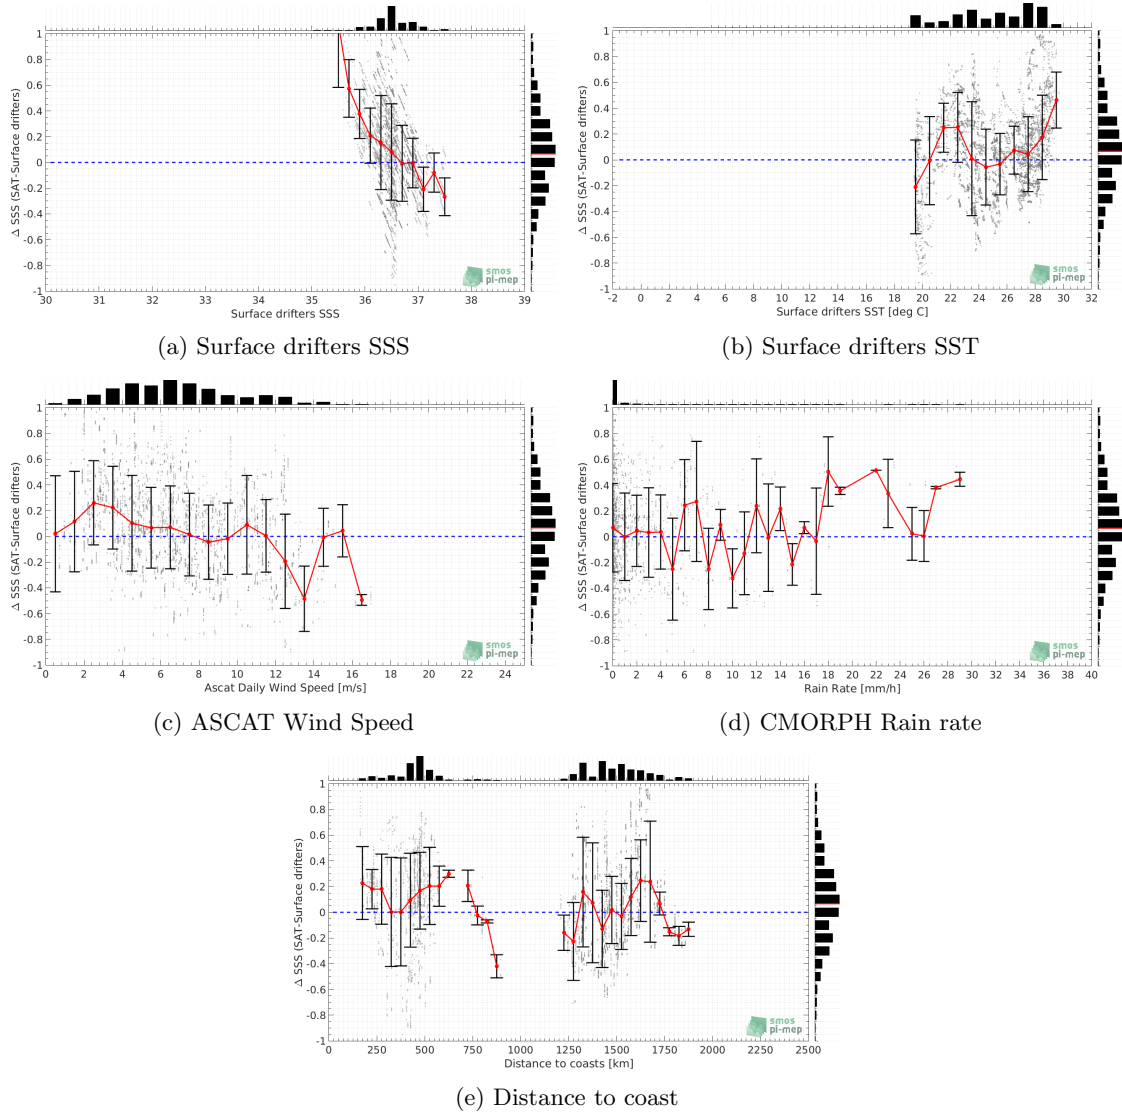 1
0.8
0.6
0.4
0.2
0
-0.2
-0.4
-0.6
-0.8
-1
Δ SSS (SAT-Surface drifters)
30 31 32 33 34 35 36 37 38 39
Surface drifters SSS
smos
pi-mep
(a) Surface drifters SSS
1
0.8
0.6
0.4
0.2
0
-0.2
-0.4
-0.6
-0.8
-1
Δ SSS (SAT-Surface drifters)
-2 0 2 4 6 8 10 12 14 16 18 20 22 24 26 28 30 32
Surface drifters SST [deg C]
smos
pi-mep
(b) Surface drifters SST
1
0.8
0.6
0.4
0.2
0
-0.2
-0.4
-0.6
-0.8
-1
Δ SSS (SAT-Surface drifters)
0 2 4 6 8 10 12 14 16 18 20 22 24
Ascat Daily Wind Speed [m/s]
smos
pi-mep
(c) ASCAT Wind Speed
1
0.8
0.6
0.4
0.2
0
-0.2
-0.4
-0.6
-0.8
-1
Δ SSS (SAT-Surface drifters)
0 2 4 6 8 10 12 14 16 18 20 22 24 26 28 30 32 34 36 38 40
Rain Rate [mm/h]
smos
pi-mep
(d) CMORPH Rain rate
1
0.8
0.6
0.4
0.2
0
-0.2
-0.4
-0.6
-0.8
-1
Δ SSS (SAT-Surface drifters)
0 250 500 750 1000 1250 1500 1750 2000 2250 2500
Distance to coasts [km]
smos
pi-mep
(e) Distance to coast